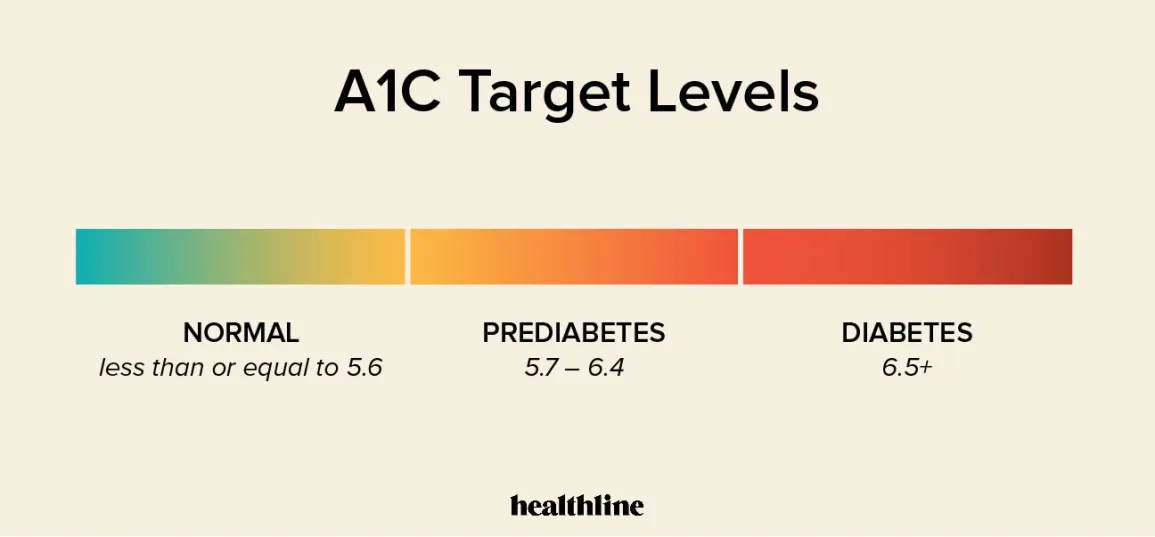 A1C Target Levels
NORMAL
less than or equal to 5.6
PREDIABETES
5.7 – 6.4
DIABETES
6.5+
healthline